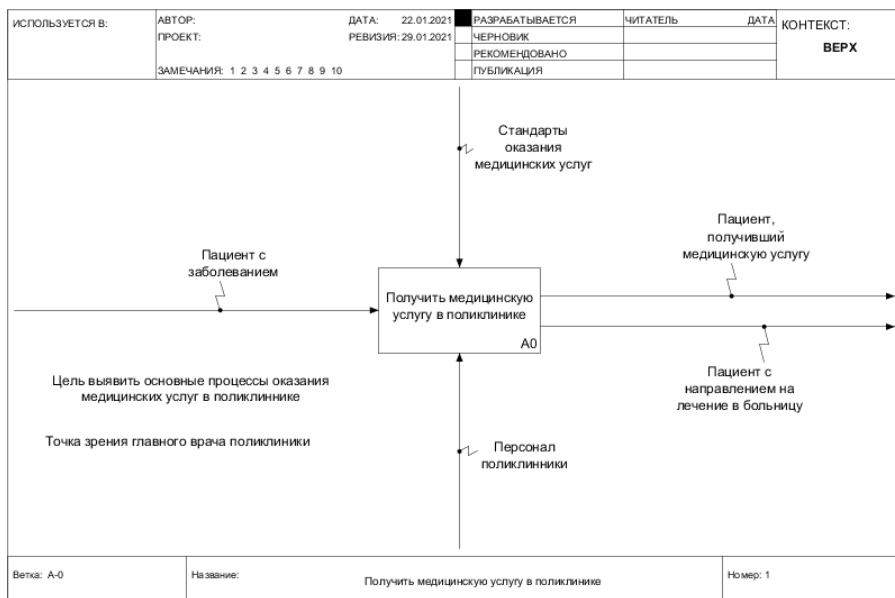 ИСПОЛЬЗУЕТСЯ В:
АВТОР:
ДАТА: 22.01.2021
ПРОЕКТ:
РЕВИЗИЯ: 29.01.2021
ЗАМЕЧАНИЯ: 1 2 3 4 5 6 7 8 9 10
РАЗРАБАТЫВАЕТСЯ
ЧЕРНОВИК
РЕКОМЕНДОВАНО
ПУБЛИКАЦИЯ
ЧИТАТЕЛЬ
ДАТА
КОНТЕКСТ:
ВЕРХ
Стандарты
оказания
медицинских услуг
Пациент,
получивший
медицинскую услугу
Пациент с
заболеванием
Получить медицинскую
услугу в поликлинике
A0
Пациент с
направлением на
лечение в больницу
Цель выявить основные процессы оказания
медицинских услуг в поликлиннике
Точка зрения главного врача поликлиники
Персонал
поликлинники
Ветка: A-0
Название:
Получить медицинскую услугу в поликлинике
Номер: 1